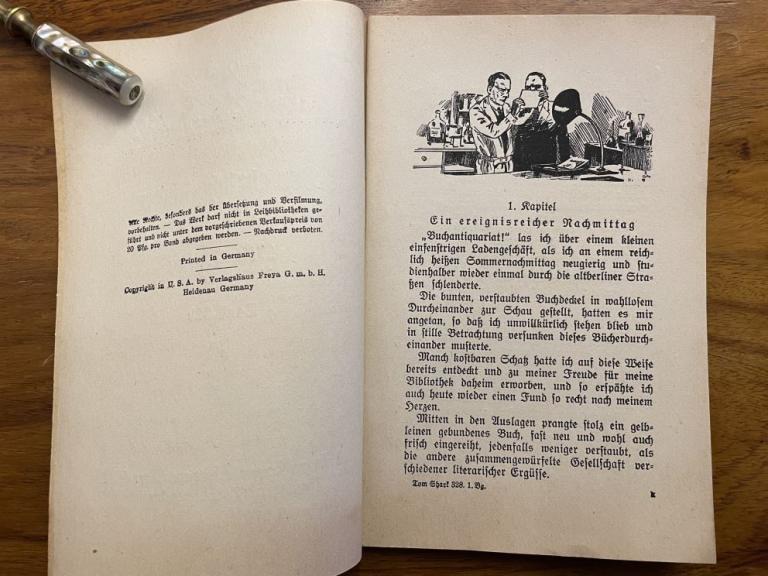 Alle Rechte, besonders das der Übersetzung und Verfilmung,
vorbehalten. — Das Werk darf nicht in Leihbibliotheken ge-
führt und nicht unter dem vorgeschriebenen Verkaufspreis von
20 Pfg. pro Band abgegeben werden. — Nachdruck verboten.
Printed in Germany
Copyright in U. S. A. by Verlagshaus Freya G. m. b. H.
Heidenau Germany
1. Kapitel
Ein ereignisreicher Nachmittag
„Buchantiquariat!“ las ich über einem kleinen
einfenstrigen Ladengeschäft, als ich an einem reich-
lich heißen Sommernachmittag neugierig und stu-
dienhalber wieder einmal durch die altberliner Stra-
ßen schlenderte.
Die bunten, verstaubten Buchdeckel in wahllosem
Durcheinander zur Schau gestellt, hatten es mir
angetan, so daß ich unwillkürlich stehen blieb und
in stille Betrachtung versunken dieses Bücherdurch-
einander musterte.
Manch kostbaren Schatz hatte ich auf diese Weise
bereits entdeckt und zu meiner Freude für meine
Bibliothek daheim erworben, und so erspähte ich
auch heute wieder einen Fund so recht nach meinem
Herzen.
Mitten in den Auslagen prangte stolz ein gelb-
leinen gebundenes Buch, fast neu und wohl auch
frisch eingereiht, jedenfalls weniger verstaubt, als
die andere zusammengewürfelte Gesellschaft ver-
schiedener literarischer Ergüsse.
Tom Shark 328. 1. Bg.
k